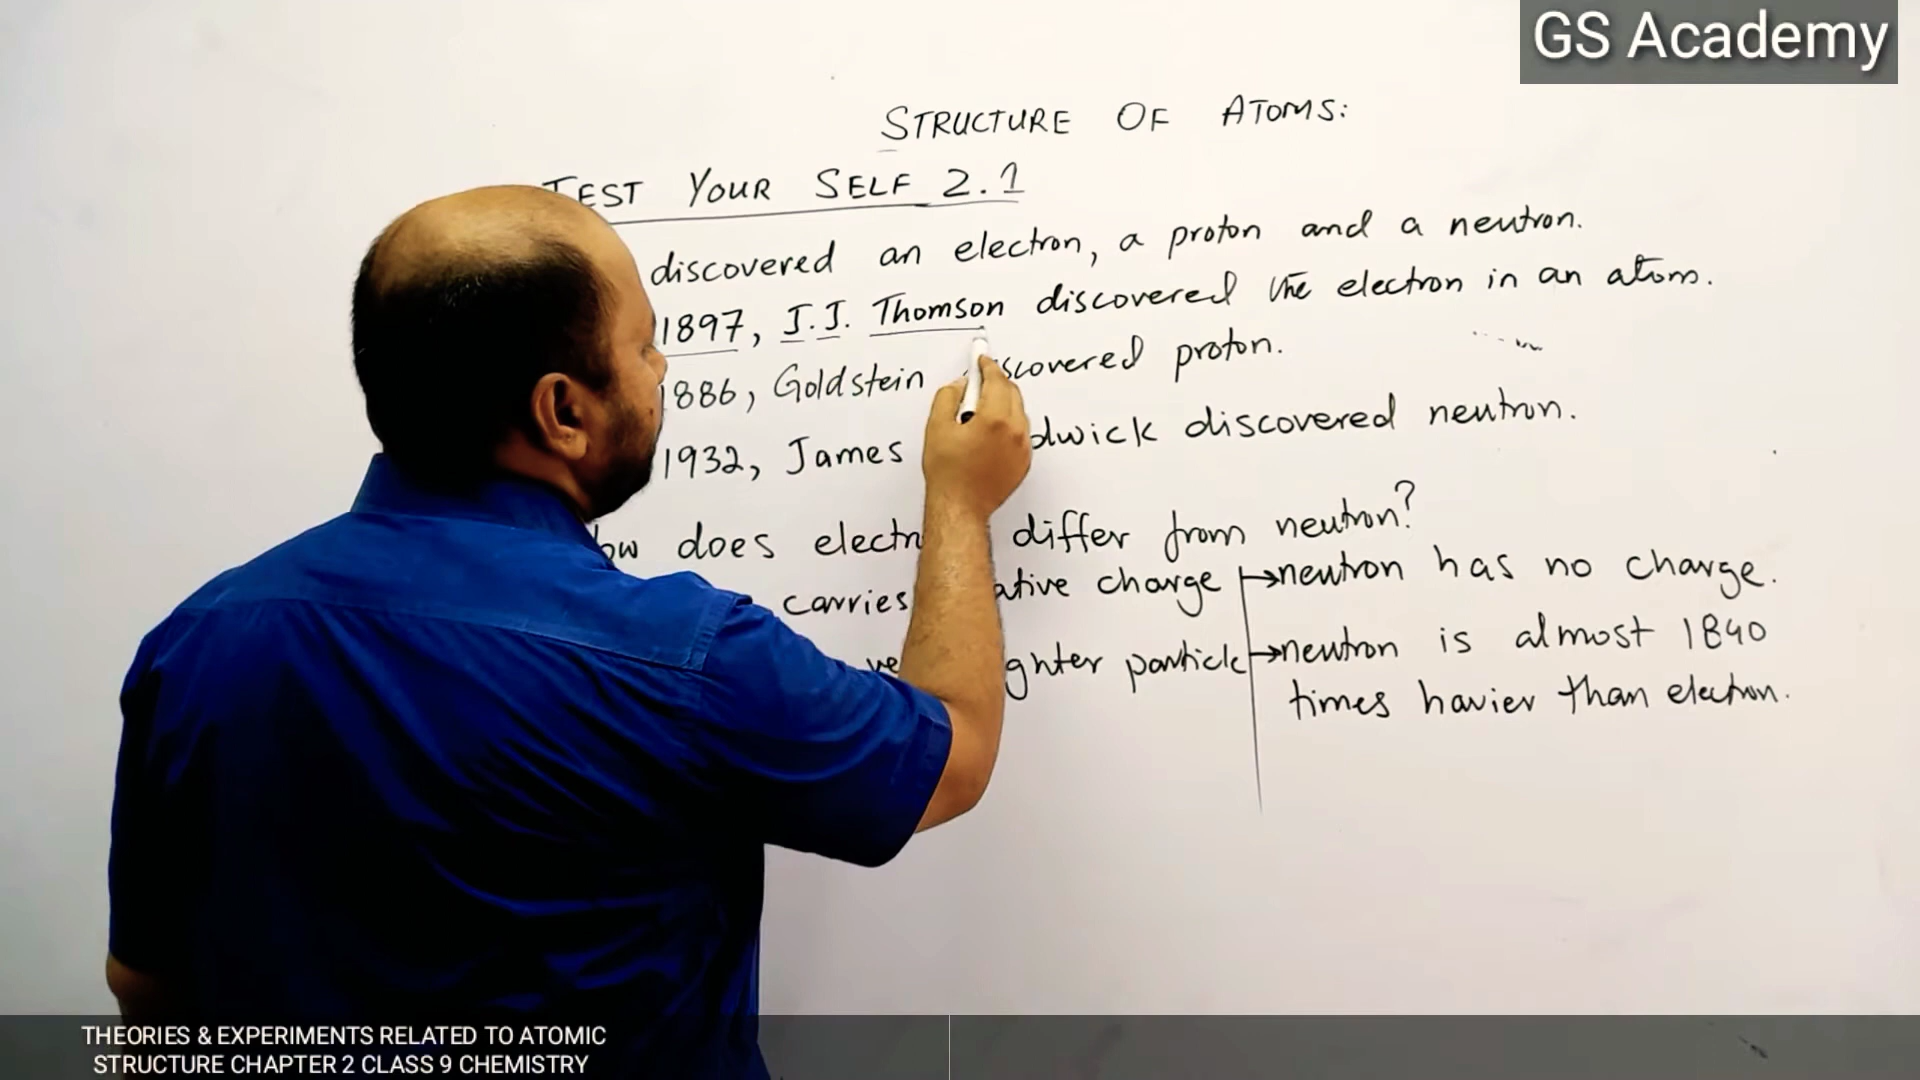 GS Academy
STRUCTURE OF ATOMS:
TEST YOUR SELF 2.1
discovered an electron, a proton and a neutron.
1897, J.J. Thomson discovered the electron in an atom.
1886, Goldstein scovered proton.
1932, James dwick discovered neutron.
ow does electr differ from neutron?
carries ative charge → neutron has no charge.
ve ghter particle → neutron is almost 1840
times havier than electron.
THEORIES & EXPERIMENTS RELATED TO ATOMIC
STRUCTURE CHAPTER 2 CLASS 9 CHEMISTRY